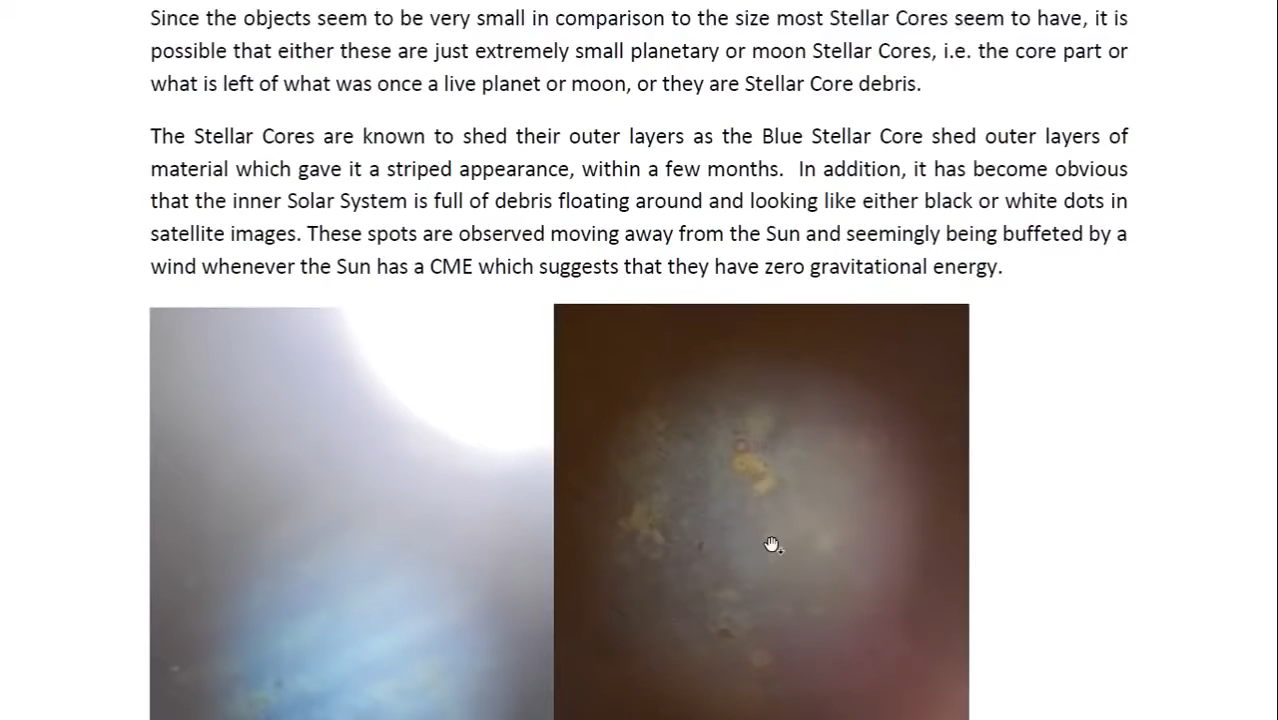 Since the objects seem to be very small in comparison to the size most Stellar Cores seem to have, it is
possible that either these are just extremely small planetary or moon Stellar Cores, i.e. the core part or
what is left of what was once a live planet or moon, or they are Stellar Core debris.
The Stellar Cores are known to shed their outer layers as the Blue Stellar Core shed outer layers of
material which gave it a striped appearance, within a few months.  In addition, it has become obvious
that the inner Solar System is full of debris floating around and looking like either black or white dots in
satellite images. These spots are observed moving away from the Sun and seemingly being buffeted by a
wind whenever the Sun has a CME which suggests that they have zero gravitational energy.